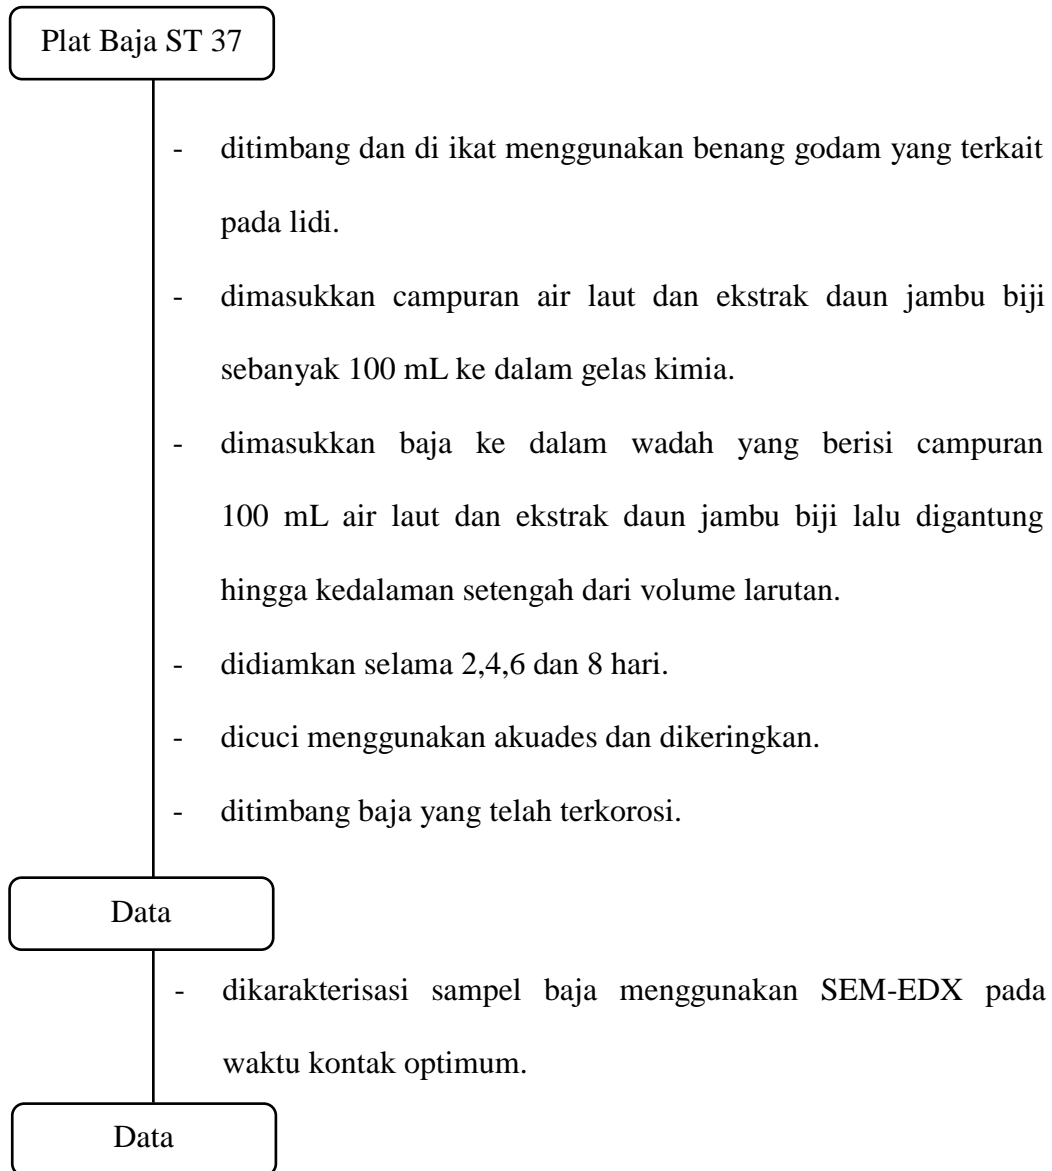 Plat Baja ST 37
- ditimbang dan di ikat menggunakan benang godam yang terkait
pada lidi.
- dimasukkan campuran air laut dan ekstrak daun jambu biji
sebanyak 100 mL ke dalam gelas kimia.
- dimasukkan baja ke dalam wadah yang berisi campuran
100 mL air laut dan ekstrak daun jambu biji lalu digantung
hingga kedalaman setengah dari volume larutan.
- didiamkan selama 2,4,6 dan 8 hari.
- dicuci menggunakan akuades dan dikeringkan.
- ditimbang baja yang telah terkorosi.
Data
- dikarakterisasi sampel baja menggunakan SEM-EDX pada
waktu kontak optimum.
Data